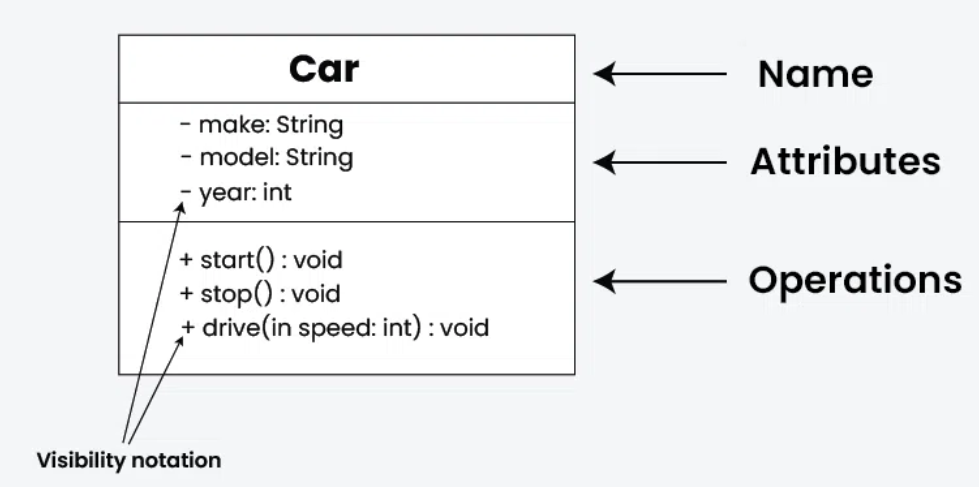 Car
Name
- make: String
- model: String
- year: int
Attributes
+ start() : void
+ stop() : void
+ drive(in speed: int) : void
Operations
Visibility notation